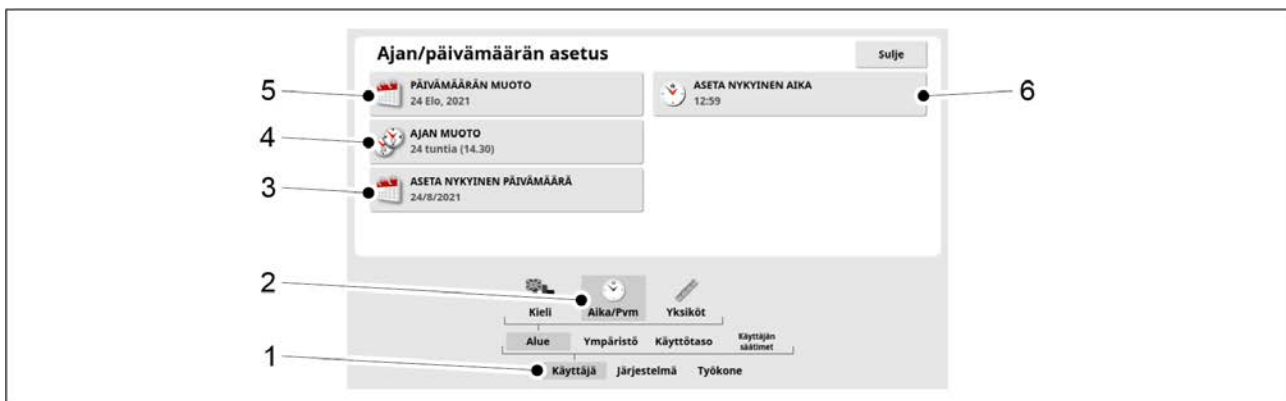 Ajan/päivämäärän asetus
Sulje
5
PÄIVÄMÄÄRÄN MUOTO
24 Elo, 2021
ASETA NYKYINEN AIKA
12:59
6
4
AJAN MUOTO
24 tuntia (14.30)
3
ASETA NYKYINEN PÄIVÄMÄÄRÄ
24/8/2021
2
Kieli
Aika/Pvm
Yksiköt
Alue
Ympäristö
Käyttötaso
Käyttäjän
säätimet
1
Käyttäjä
Järjestelmä
Työkone